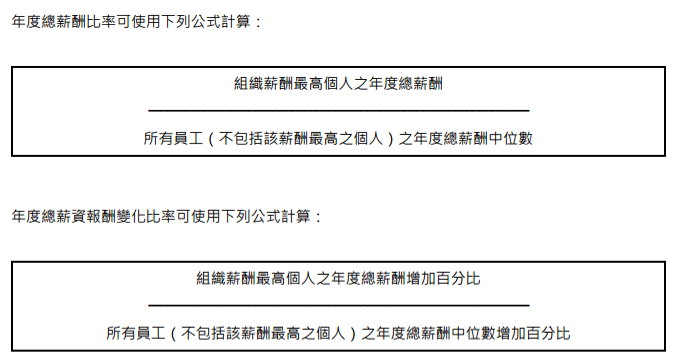 年度總薪酬比率可使用下列公式計算：
組織薪酬最高個人之年度總薪酬
所有員工（不包括該薪酬最高之個人）之年度總薪酬中位數
年度總薪資報酬變化比率可使用下列公式計算：
組織薪酬最高個人之年度總薪酬增加百分比
所有員工（不包括該薪酬最高之個人）之年度總薪酬中位數增加百分比